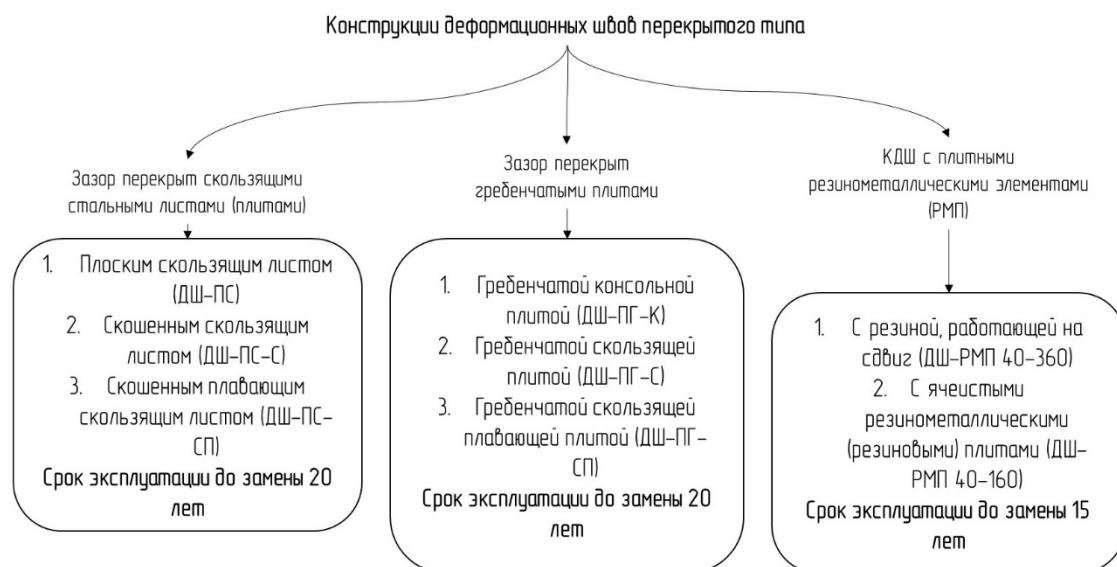 Конструкции деформационных швов перекрытого типа
Зазор перекрыт скользящими
стальными листами (плитами)
1. Плоским скользящим листом
(ДШ-ПС)
2. Скошенным скользящим
листом (ДШ-ПС-С)
3. Скошенным плавающим
скользящим листом (ДШ-ПС-
СП)
Срок эксплуатации до замены 20
лет
Зазор перекрыт
гребенчатыми плитами
1. Гребенчатой консольной
плитой (ДШ-ПГ-К)
2. Гребенчатой скользящей
плитой (ДШ-ПГ-С)
3. Гребенчатой скользящей
плавающей плитой (ДШ-ПГ-
СП)
Срок эксплуатации до замены 20
лет
КДШ с плитными
резинометаллическими элементами
(РМП)
1. С резиной, работающей на
сдвиг (ДШ-РМП 40-360)
2. С ячеистыми
резинометаллическими
(резиновыми) плитами (ДШ-
РМП 40-160)
Срок эксплуатации до замены 15
лет